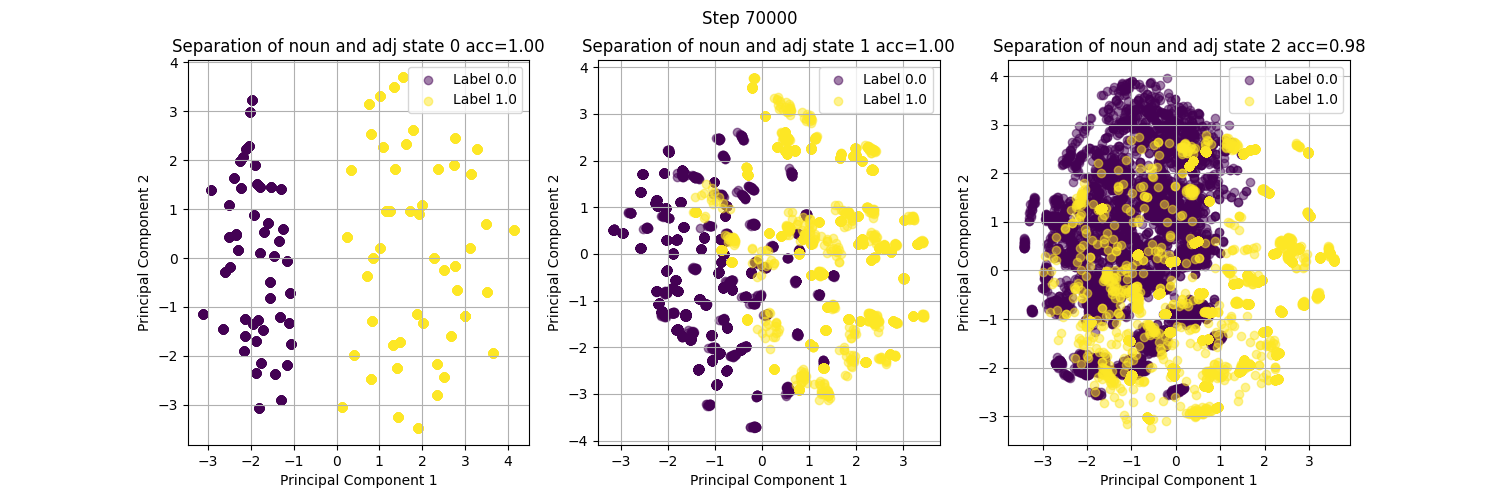 Step 70000
Separation of noun and adj state 0 acc=1.00
Label 0.0
Label 1.0
4
3
2
1
0
−1
−2
−3
Principal Component 2
−3
−2
−1
0
1
2
3
4
Principal Component 1
Separation of noun and adj state 1 acc=1.00
Label 0.0
Label 1.0
4
3
2
1
0
−1
−2
−3
−4
Principal Component 2
−3
−2
−1
0
1
2
3
Principal Component 1
Separation of noun and adj state 2 acc=0.98
Label 0.0
Label 1.0
4
3
2
1
0
−1
−2
−3
Principal Component 2
−3
−2
−1
0
1
2
3
Principal Component 1